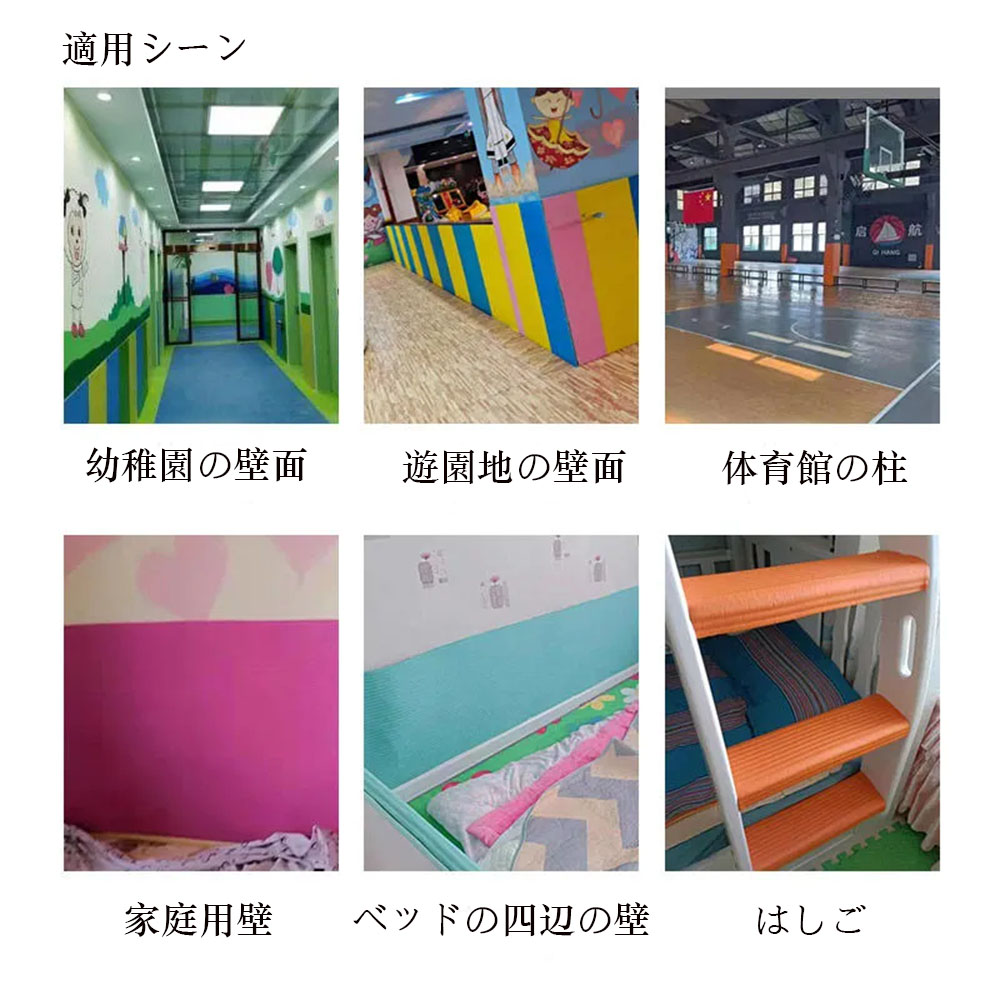 適用シーン
启 航
QI HANG
幼稚園の壁面
遊園地の壁面
体育館の柱
家庭用壁
ベッドの四辺の壁
はしご